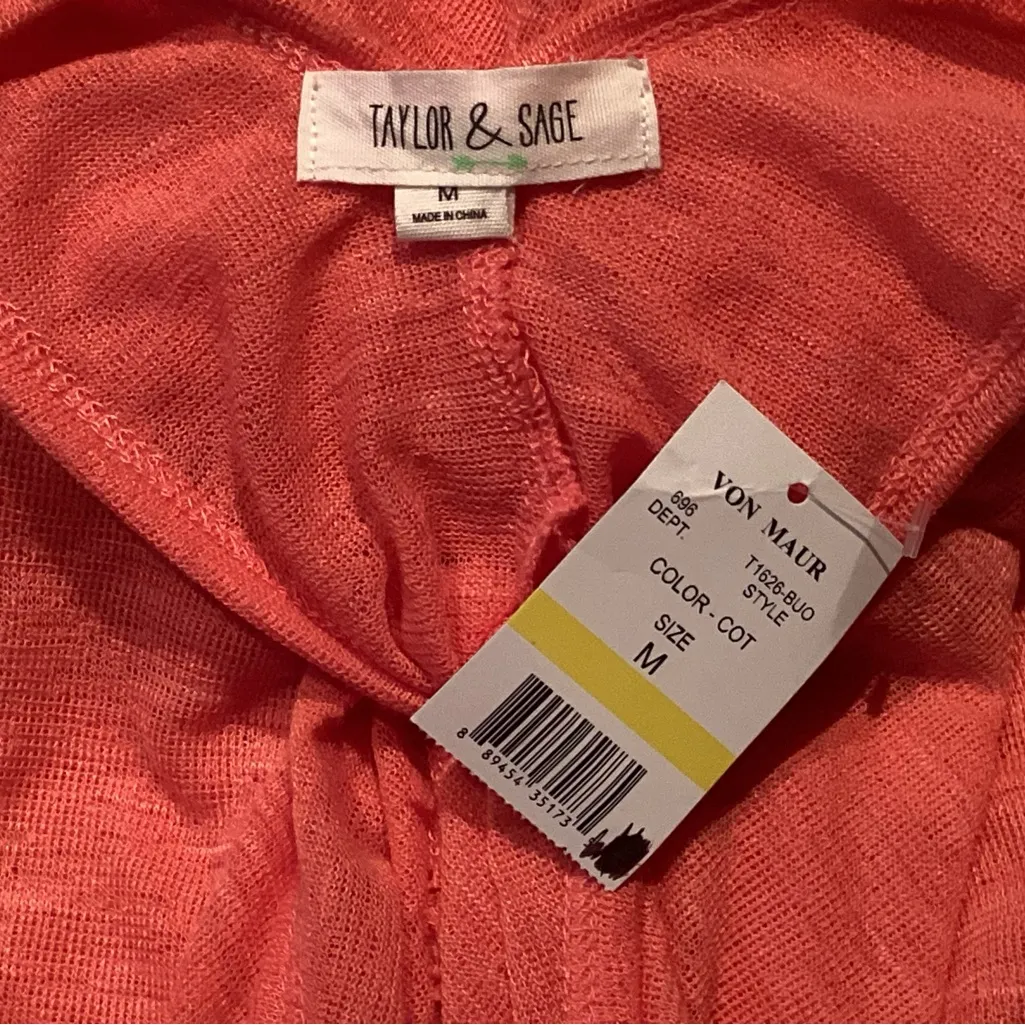 TAYLOR & SAGE
M
MADE IN CHINA
VON MAUR
696
DEPT.
T1626-BUO
STYLE
COLOR - COT
SIZE
M
8 89454 35173